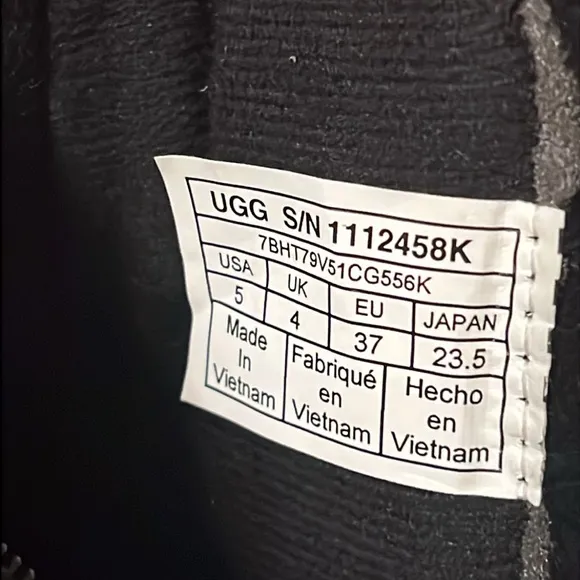 UGG S/N 1112458K
7BHT79V51CG556K
USA UK EU JAPAN
5 4 37 23.5
Made In Vietnam
Fabriqué en Vietnam
Hecho en Vietnam